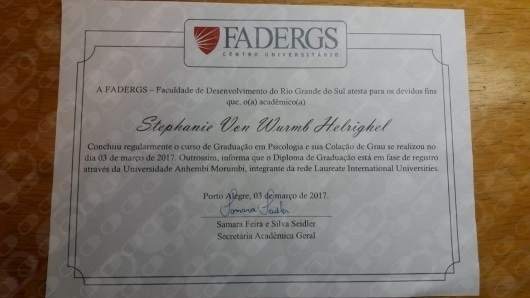 FADERGS
CENTRO UNIVERSITÁRIO
A FADERGS – Faculdade de Desenvolvimento do Rio Grande do Sul atesta para os devidos fins
que, o(a) acadêmico(a)
Stephanie Von Wurmb Helrighel
Concluiu regularmente o curso de Graduação em Psicologia e sua Colação de Grau se realizou no
dia 03 de março de 2017. Outrossim, informa que o Diploma de Graduação está em fase de registro
através da Universidade Anhembi Morumbi, integrante da rede Laureate International Universities.
Porto Alegre, 03 de março de 2017.
Samara Seidler
Samara Feira e Silva Seidler
Secretária Acadêmica Geral